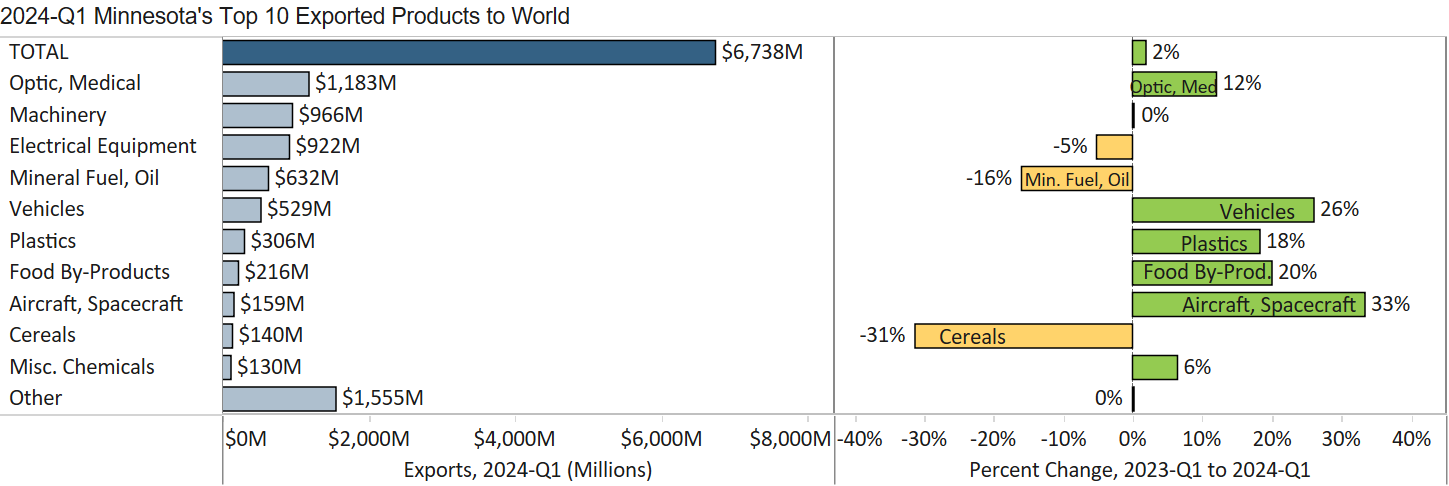 2024-Q1 Minnesota's Top 10 Exported Products to World
TOTAL $6,738M 2%
Optic, Medical $1,183M Optic, Med 12%
Machinery $966M 0%
Electrical Equipment $922M -5%
Mineral Fuel, Oil $632M -16% Min. Fuel, Oil
Vehicles $529M Vehicles 26%
Plastics $306M Plastics 18%
Food By-Products $216M Food By-Prod. 20%
Aircraft, Spacecraft $159M Aircraft, Spacecraft 33%
Cereals $140M -31% Cereals
Misc. Chemicals $130M 6%
Other $1,555M 0%
$0M $2,000M $4,000M $6,000M $8,000M -40% -30% -20% -10% 0% 10% 20% 30% 40%
Exports, 2024-Q1 (Millions) Percent Change, 2023-Q1 to 2024-Q1